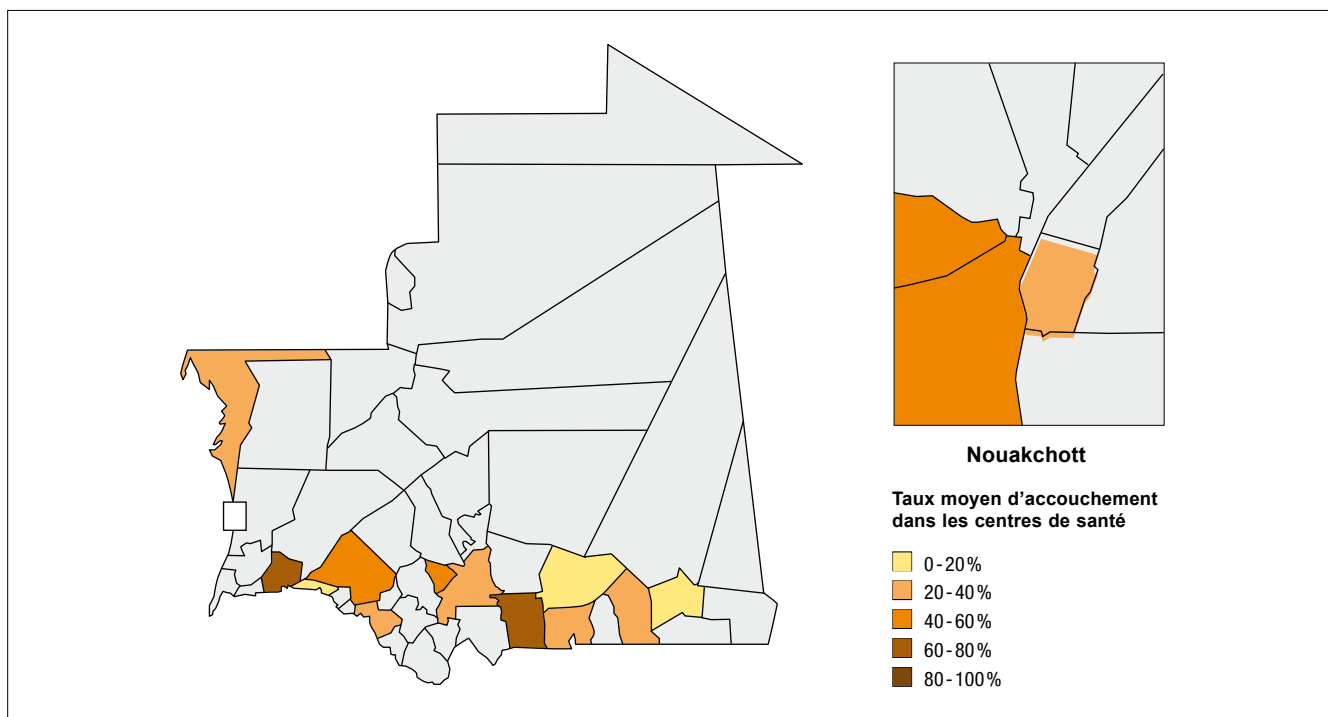 Nouakchott
Taux moyen d'accouchement
dans les centres de santé
0-20%
20-40%
40-60%
60-80%
80-100%